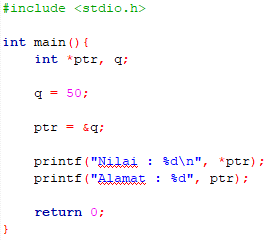 #include <stdio.h>
int main(){
int *ptr, q;
q = 50;
ptr = &q;
printf("Nilai : %d\n", *ptr);
printf("Alamat : %d", ptr);
return 0;
}